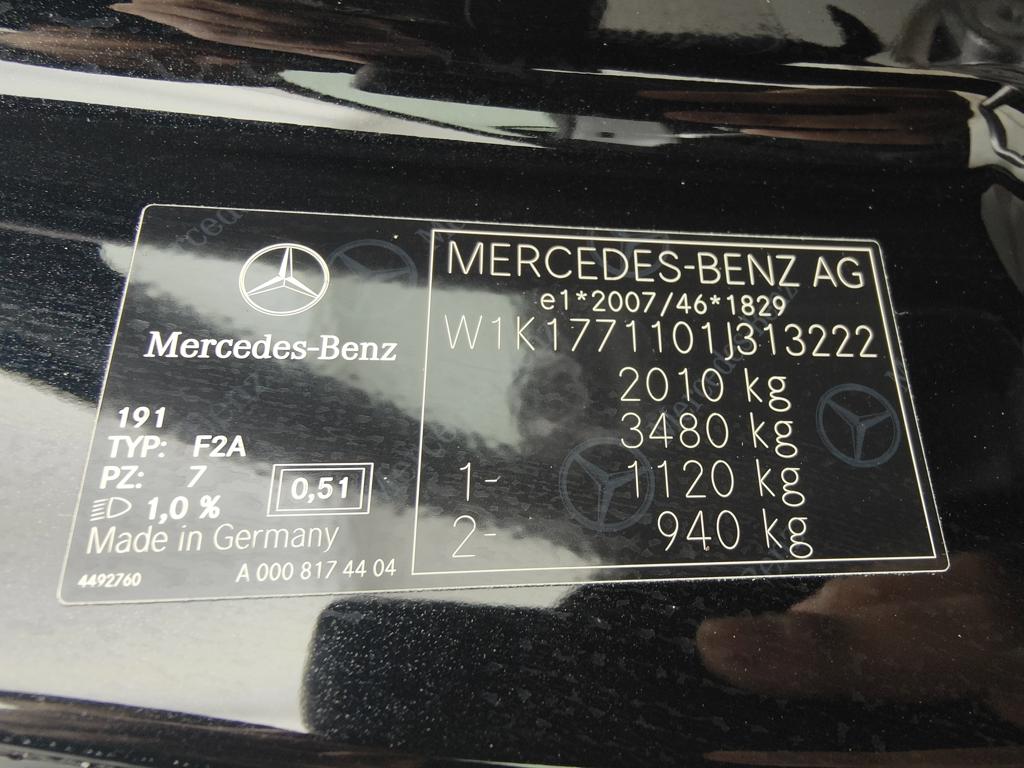 Mercedes-Benz
191
TYP: F2A
PZ: 7
1,0 %
0,51
Made in Germany
4492760
A 000 817 44 04
MERCEDES-BENZ AG
e1*2007/46*1829
W1K1771101J313222
2010 kg
3480 kg
1- 1120 kg
2- 940 kg